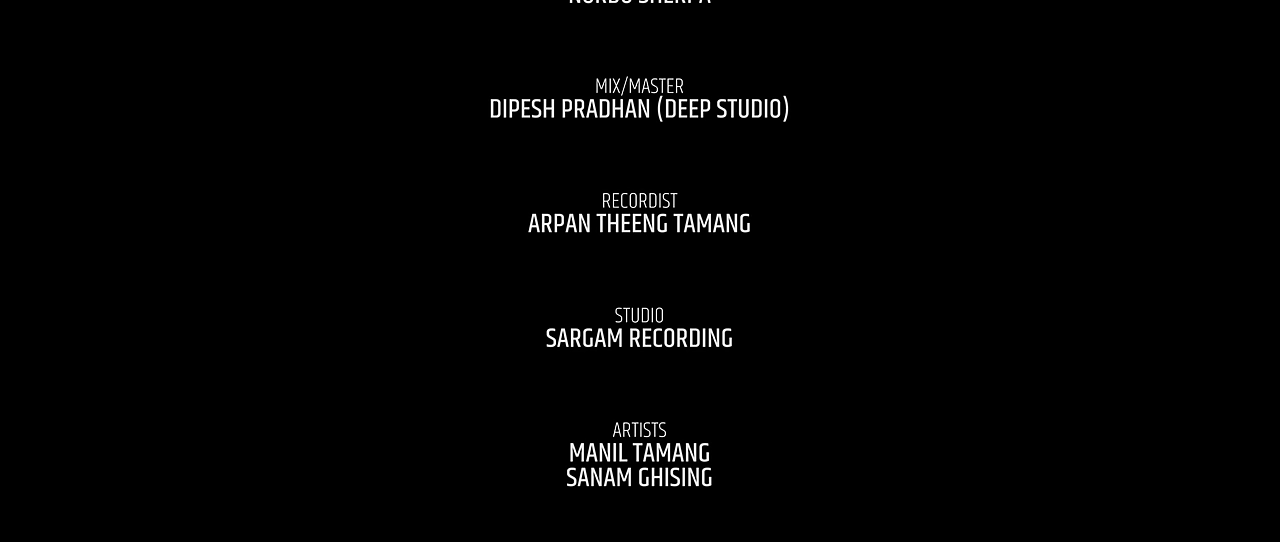 MIX/MASTER
DIPESH PRADHAN (DEEP STUDIO)
RECORDIST
ARPAN THEENG TAMANG
STUDIO
SARGAM RECORDING
ARTISTS
MANIL TAMANG
SANAM GHISING